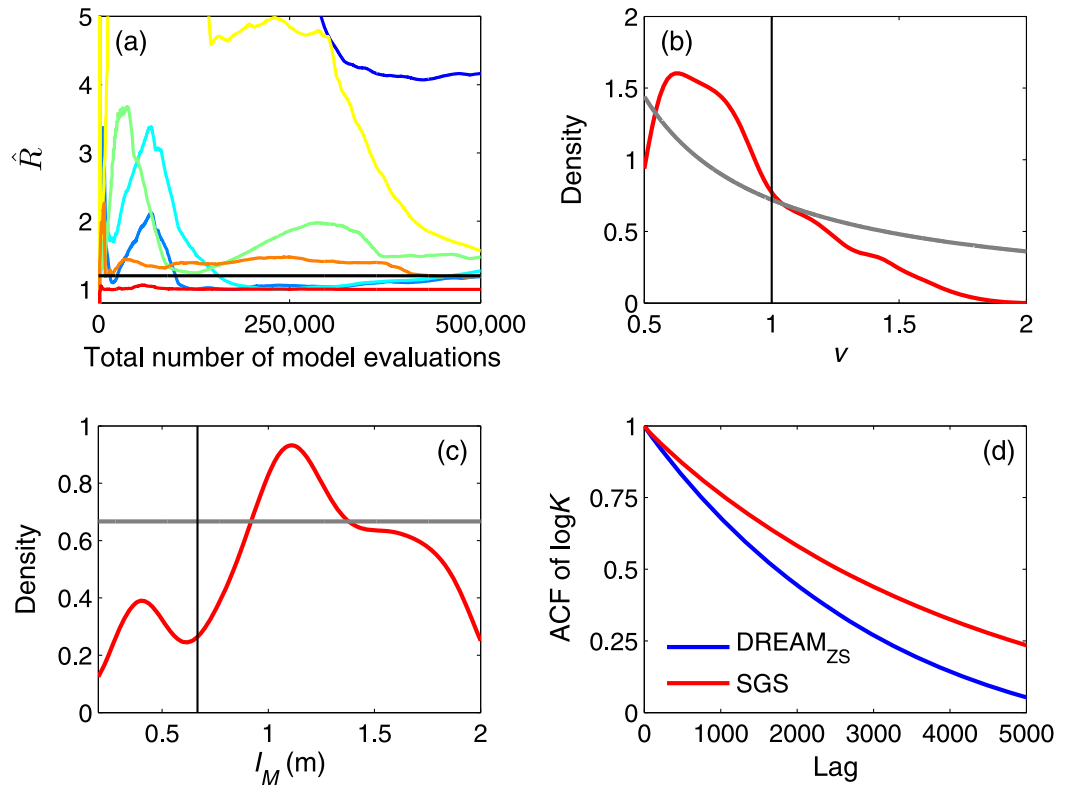 (a)
5
4
3
2
1
R̂
0 250,000 500,000
Total number of model evaluations
(b)
2
1.5
1
0.5
0
Density
0.5 1 1.5 2
v
(c)
1
0.8
0.6
0.4
0.2
0
Density
0.5 1 1.5 2
l_M (m)
(d)
1
0.75
0.5
0.25
0
ACF of logK
DREAM_ZS
SGS
0 1000 2000 3000 4000 5000
Lag